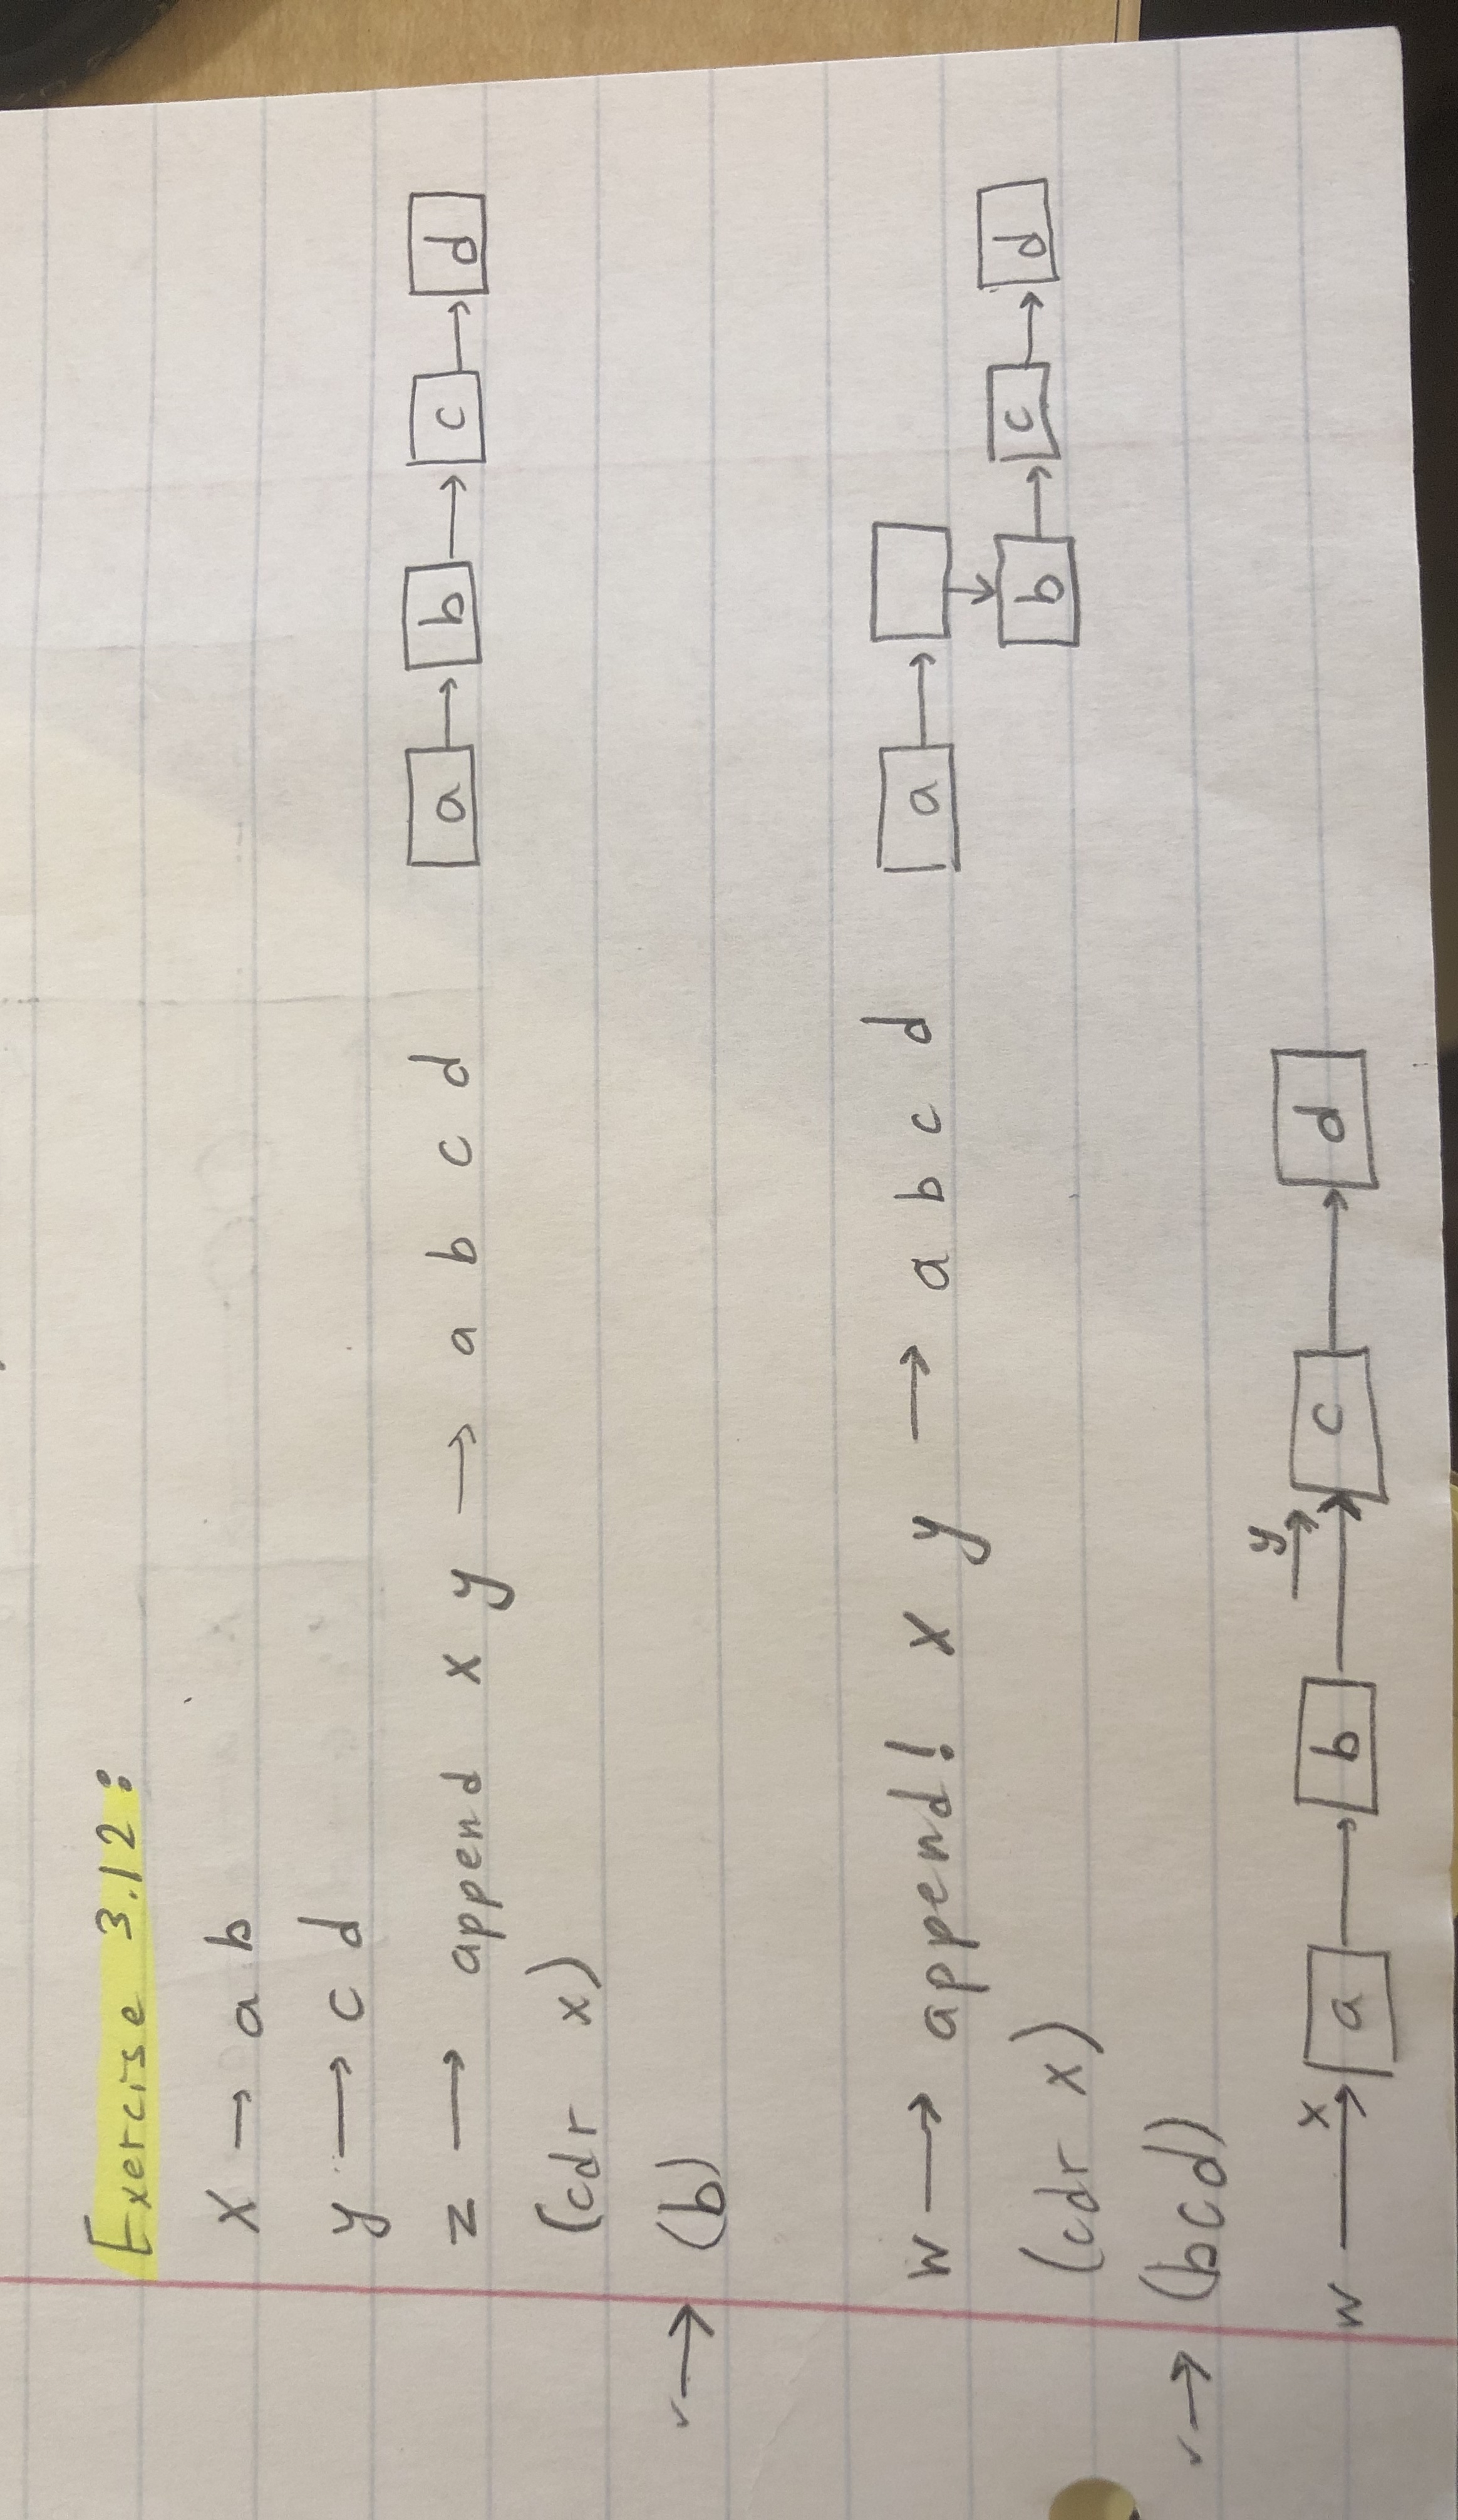 Exercise 3.12:
x → a b
y → c d
z → append x y → a b c d a → b → c → d
(cdr x)
→ (b)
w → append! x y → a b c d a →
b → c → d
(cdr x)
→ (bcd)
x y
w → a → b → c → d